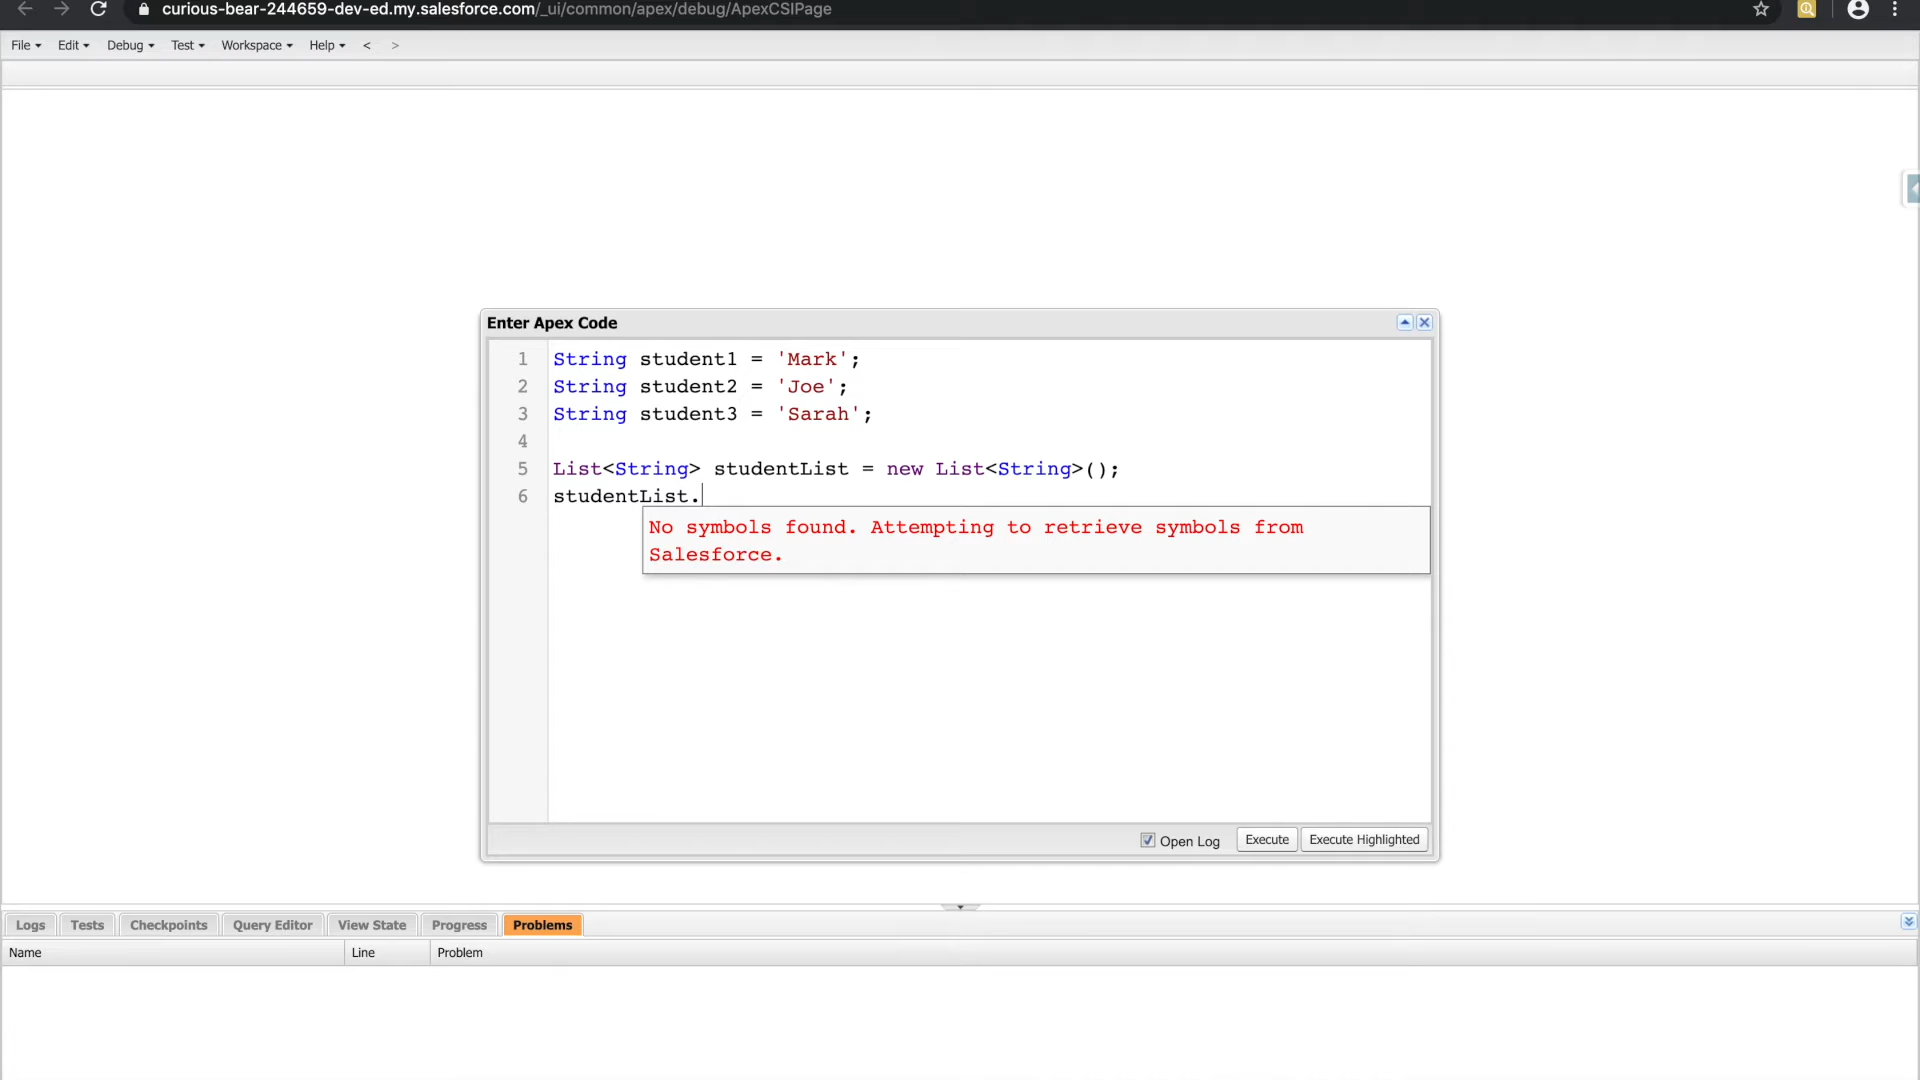 curious-bear-244659-dev-ed.my.salesforce.com/_ui/common/apex/debug/ApexCSIPage
File Edit Debug Test Workspace Help < >
Enter Apex Code
1 String student1 = 'Mark';
2 String student2 = 'Joe';
3 String student3 = 'Sarah';
4
5 List<String> studentList = new List<String>();
6 studentList.
No symbols found. Attempting to retrieve symbols from
Salesforce.
Open Log Execute Execute Highlighted
Logs Tests Checkpoints Query Editor View State Progress Problems
Name Line Problem